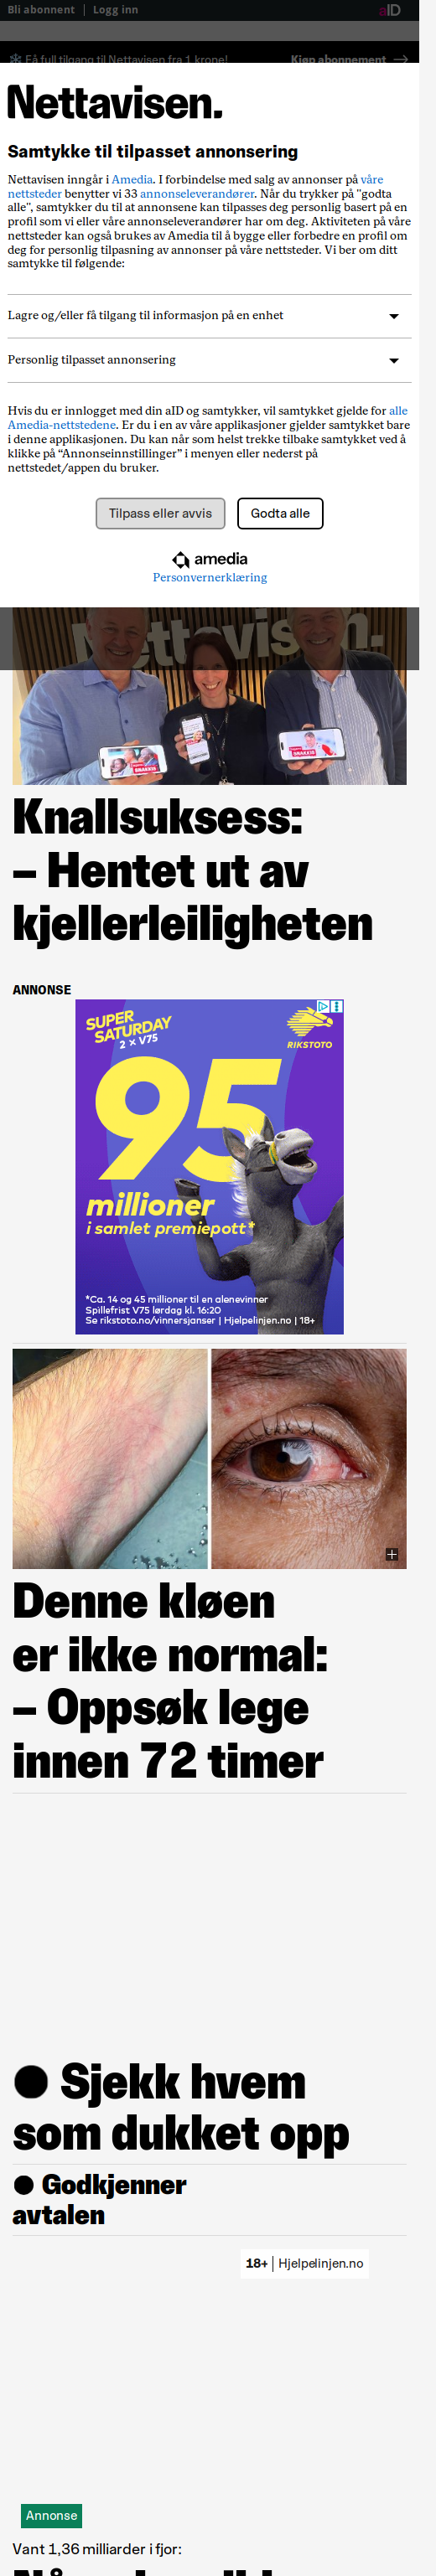 Bli abonnent | Logg inn
aID
Få full tilgang til Nettavisen fra 1 krone!
Kjøp abonnement →
Nettavisen.
Samtykke til tilpasset annonsering
Nettavisen inngår i Amedia. I forbindelse med salg av annonser på våre
nettsteder benytter vi 33 annonseleverandører. Når du trykker på "godta
alle", samtykker du til at annonsene kan tilpasses deg personlig basert på en
profil som vi eller våre annonseleverandører har om deg. Aktiviteten på våre
nettsteder kan også brukes av Amedia til å bygge eller forbedre en profil om
deg for personlig tilpasning av annonser på våre nettsteder. Vi ber om ditt
samtykke til følgende:
Lagre og/eller få tilgang til informasjon på en enhet
Personlig tilpasset annonsering
Hvis du er innlogget med din aID og samtykker, vil samtykket gjelde for alle
Amedia-nettstedene. Er du i en av våre applikasjoner gjelder samtykket bare
i denne applikasjonen. Du kan når som helst trekke tilbake samtykket ved å
klikke på “Annonseinnstillinger” i menyen eller nederst på
nettstedet/appen du bruker.
Tilpass eller avvis
Godta alle
amedia
Personvernerklæring
nettavisen.
Knallsuksess:
– Hentet ut av
kjellerleiligheten
ANNONSE
SUPER
SATURDAY
2 × V75
RIKSTOTO
95
millioner
i samlet premiepott*
*Ca. 14 og 45 millioner til en alenevinner
Spillefrist V75 lørdag kl. 16:20
Se rikstoto.no/vinnersjanser | Hjelpelinjen.no | 18+
Denne kløen
er ikke normal:
– Oppsøk lege
innen 72 timer
● Sjekk hvem
som dukket opp
● Godkjenner
avtalen
18+ | Hjelpelinjen.no
Annonse
Vant 1,36 milliarder i fjor: